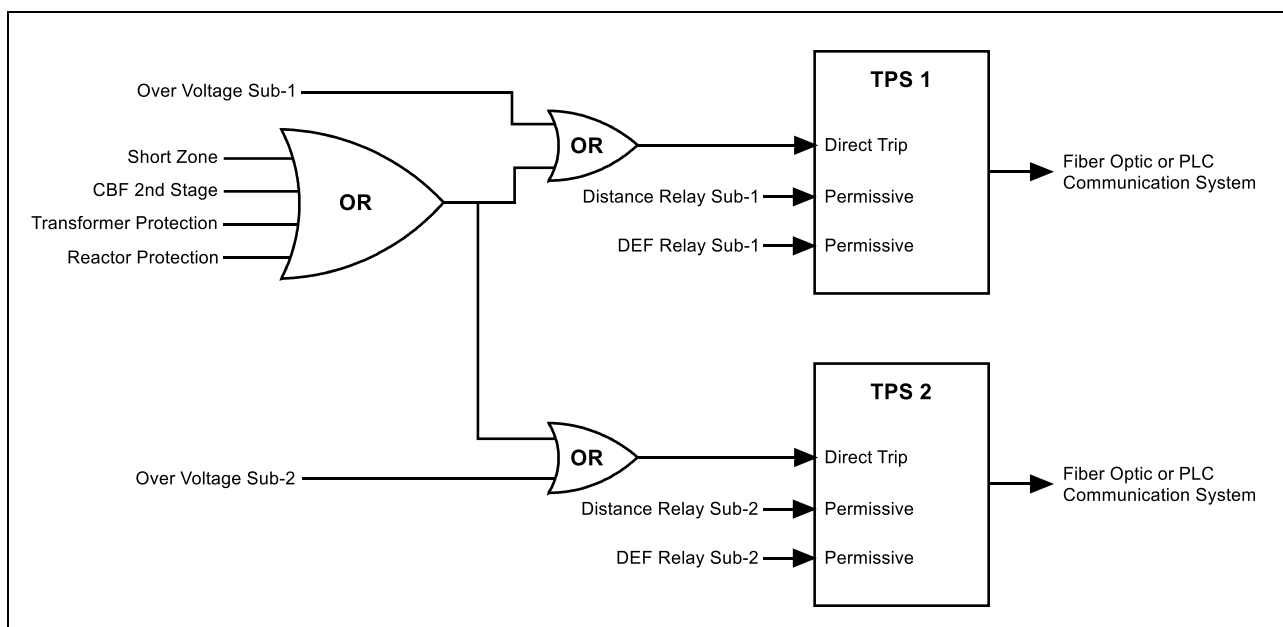 Over Voltage Sub-1
Short Zone
CBF 2nd Stage
Transformer Protection
Reactor Protection
OR
OR
TPS 1
Direct Trip
Distance Relay Sub-1
Permissive
DEF Relay Sub-1
Permissive
Fiber Optic or PLC
Communication System
Over Voltage Sub-2
OR
TPS 2
Direct Trip
Distance Relay Sub-2
Permissive
DEF Relay Sub-2
Permissive
Fiber Optic or PLC
Communication System